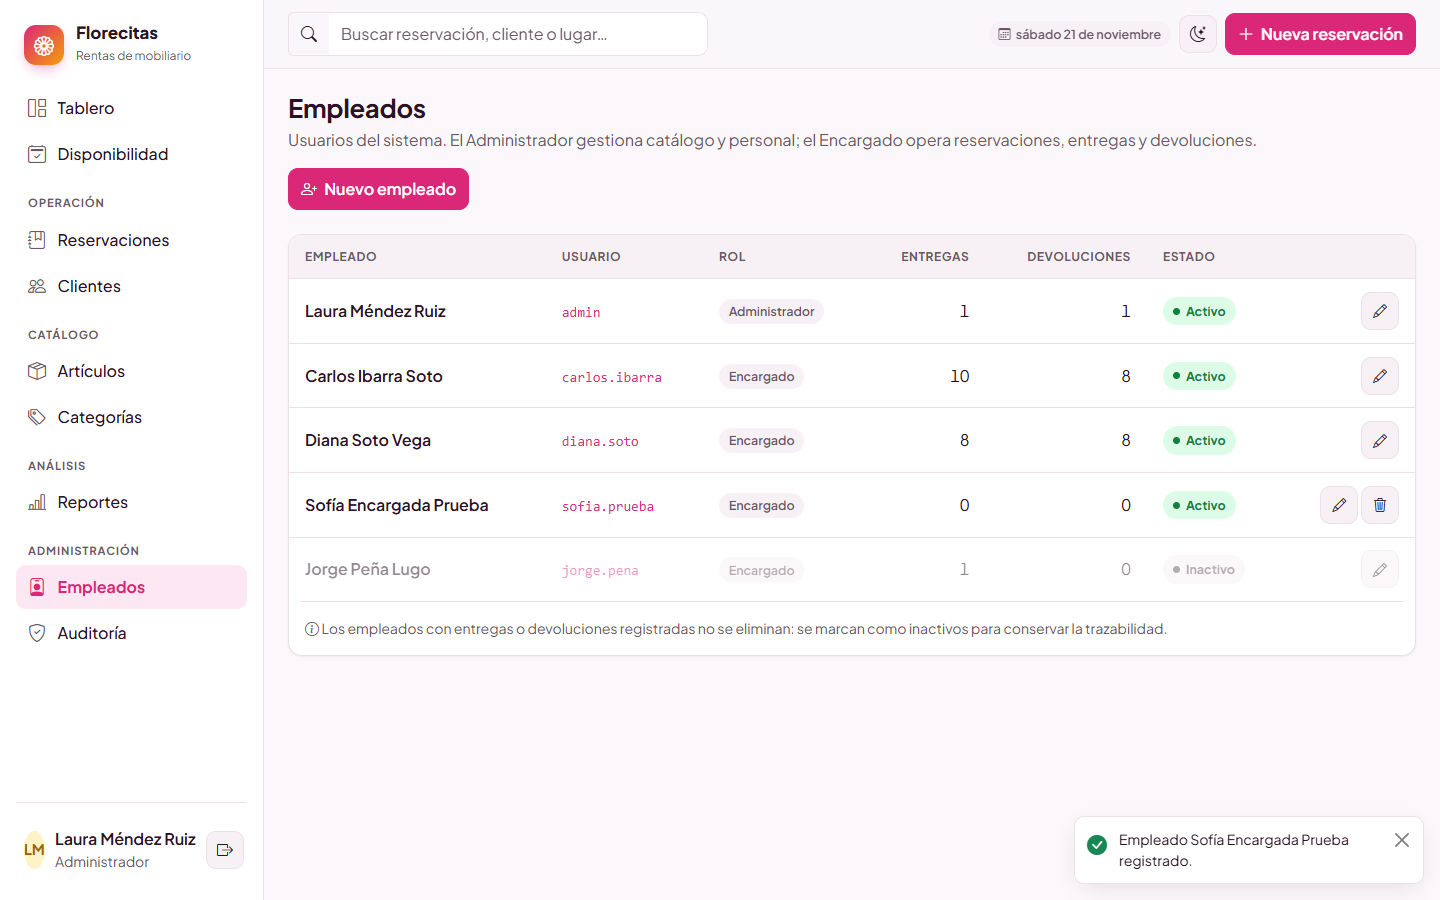 Florecitas
Rentas de mobiliario
Tablero
Disponibilidad
OPERACIÓN
Reservaciones
Clientes
CATÁLOGO
Artículos
Categorías
ANÁLISIS
Reportes
ADMINISTRACIÓN
Empleados
Auditoría
LM
Laura Méndez Ruiz
Administrador
Buscar reservación, cliente o lugar...
sábado 21 de noviembre
Nueva reservación
Empleados
Usuarios del sistema. El Administrador gestiona catálogo y personal; el Encargado opera reservaciones, entregas y devoluciones.
Nuevo empleado
EMPLEADO USUARIO ROL ENTREGAS DEVOLUCIONES ESTADO
Laura Méndez Ruiz admin Administrador 1 1 Activo
Carlos Ibarra Soto carlos.ibarra Encargado 10 8 Activo
Diana Soto Vega diana.soto Encargado 8 8 Activo
Sofía Encargada Prueba sofia.prueba Encargado 0 0 Activo
Jorge Peña Lugo jorge.pena Encargado 1 0 Inactivo
Los empleados con entregas o devoluciones registradas no se eliminan: se marcan como inactivos para conservar la trazabilidad.
Empleado Sofía Encargada Prueba
registrado.